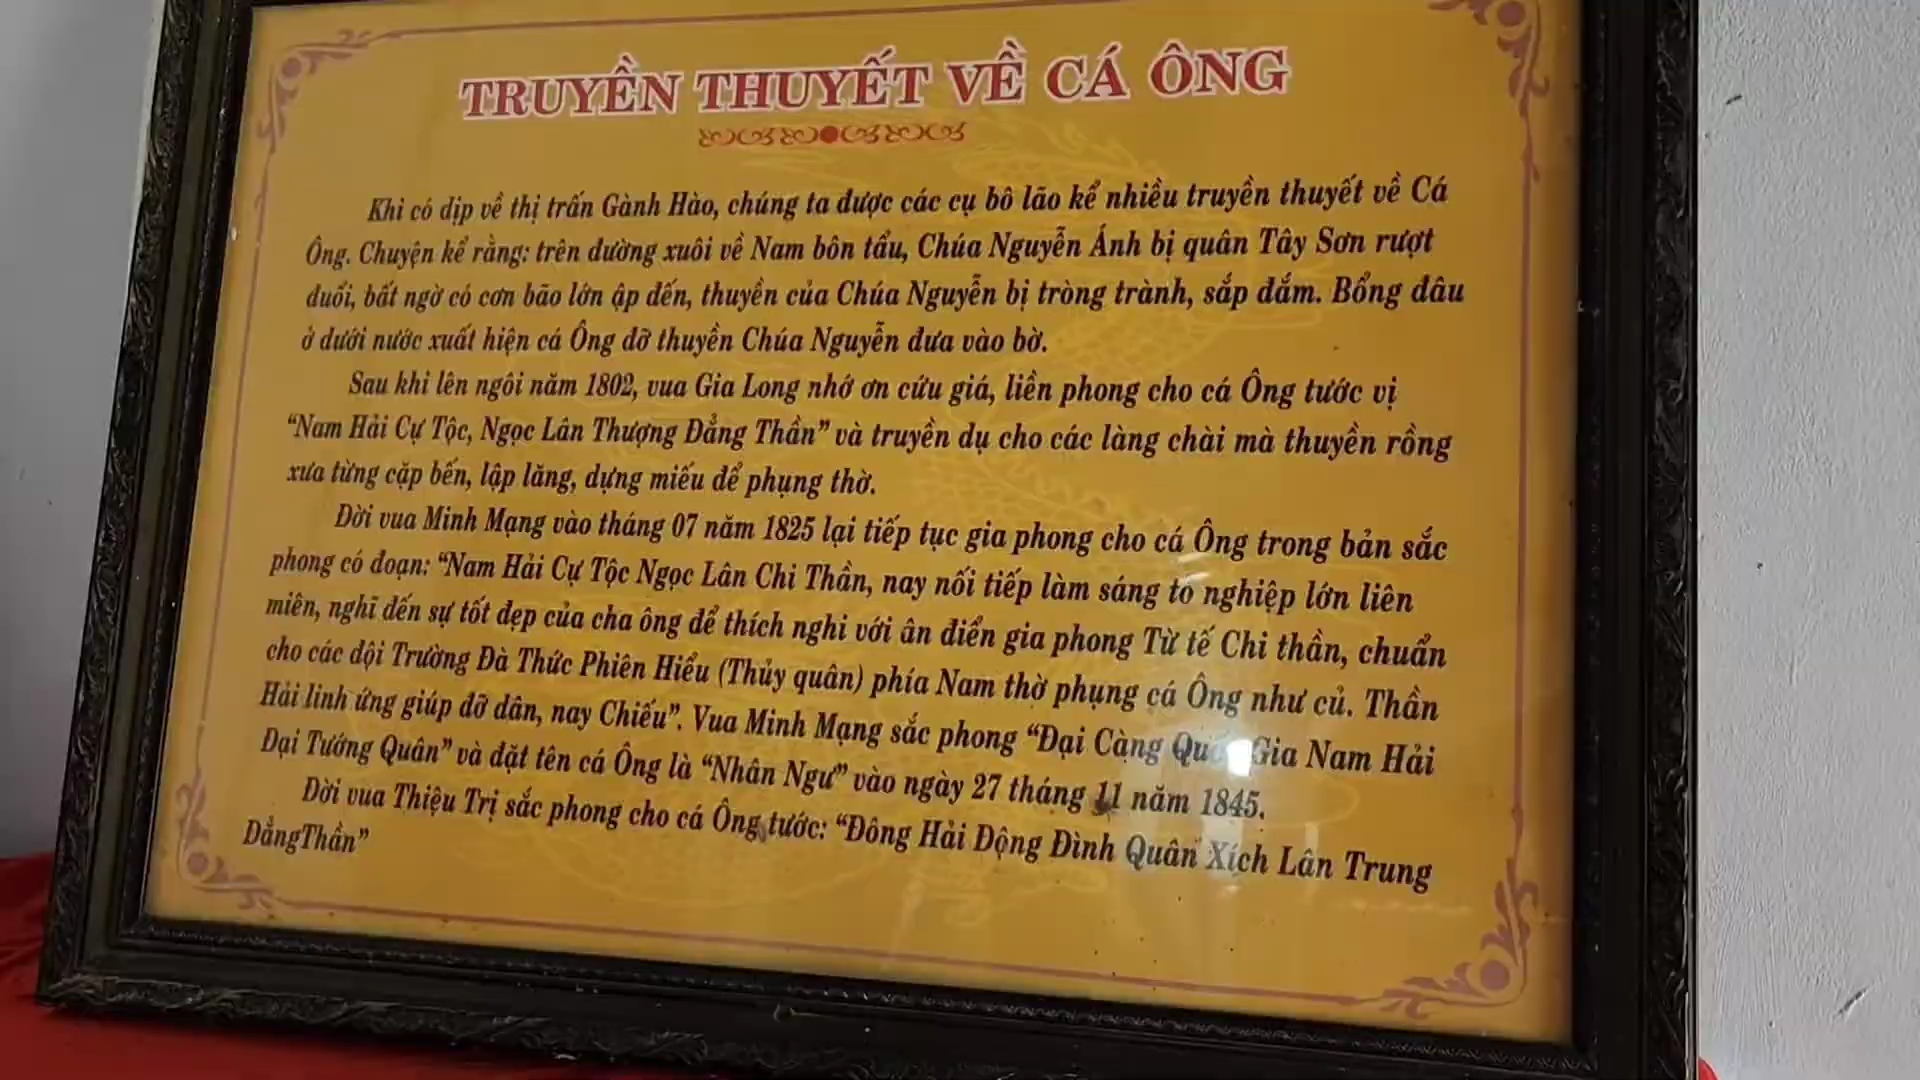 TRUYỀN THUYẾT VỀ CÁ ÔNG
Khi có dịp về thị trấn Gành Hào, chúng ta được các cụ bô lão kể nhiều truyền thuyết về Cá
Ông. Chuyện kể rằng: trên đường xuôi về Nam bôn tẩu, Chúa Nguyễn Ánh bị quân Tây Sơn rượt
đuổi, bất ngờ có cơn bão lớn ập đến, thuyền của Chúa Nguyễn bị tròng trành, sắp đắm. Bổng đâu
ở dưới nước xuất hiện cá Ông đỡ thuyền Chúa Nguyễn đưa vào bờ.
Sau khi lên ngôi năm 1802, vua Gia Long nhớ ơn cứu giá, liền phong cho cá Ông tước vị
“Nam Hải Cự Tộc, Ngọc Lân Thượng Đẳng Thần” và truyền dụ cho các làng chài mà thuyền rồng
xưa từng cặp bến, lập lăng, dựng miếu để phụng thờ.
Đời vua Minh Mạng vào tháng 07 năm 1825 lại tiếp tục gia phong cho cá Ông trong bản sắc
phong có đoạn: “Nam Hải Cự Tộc Ngọc Lân Chi Thần, nay nối tiếp làm sáng tỏ nghiệp lớn liên
miên, nghĩ đến sự tốt đẹp của cha ông để thích nghi với ân điển gia phong Từ tế Chi thần, chuẩn
cho các đội Trường Đà Thức Phiên Hiểu (Thủy quân) phía Nam thờ phụng cá Ông như củ. Thần
Hải linh ứng giúp đỡ dân, nay Chiếu”. Vua Minh Mạng sắc phong “Đại Càng Quốc Gia Nam Hải
Đại Tướng Quân” và đặt tên cá Ông là “Nhân Ngư” vào ngày 27 tháng 11 năm 1845.
Đời vua Thiệu Trị sắc phong cho cá Ông tước: “Đông Hải Động Đình Quân Xích Lân Trung
ĐẳngThần”